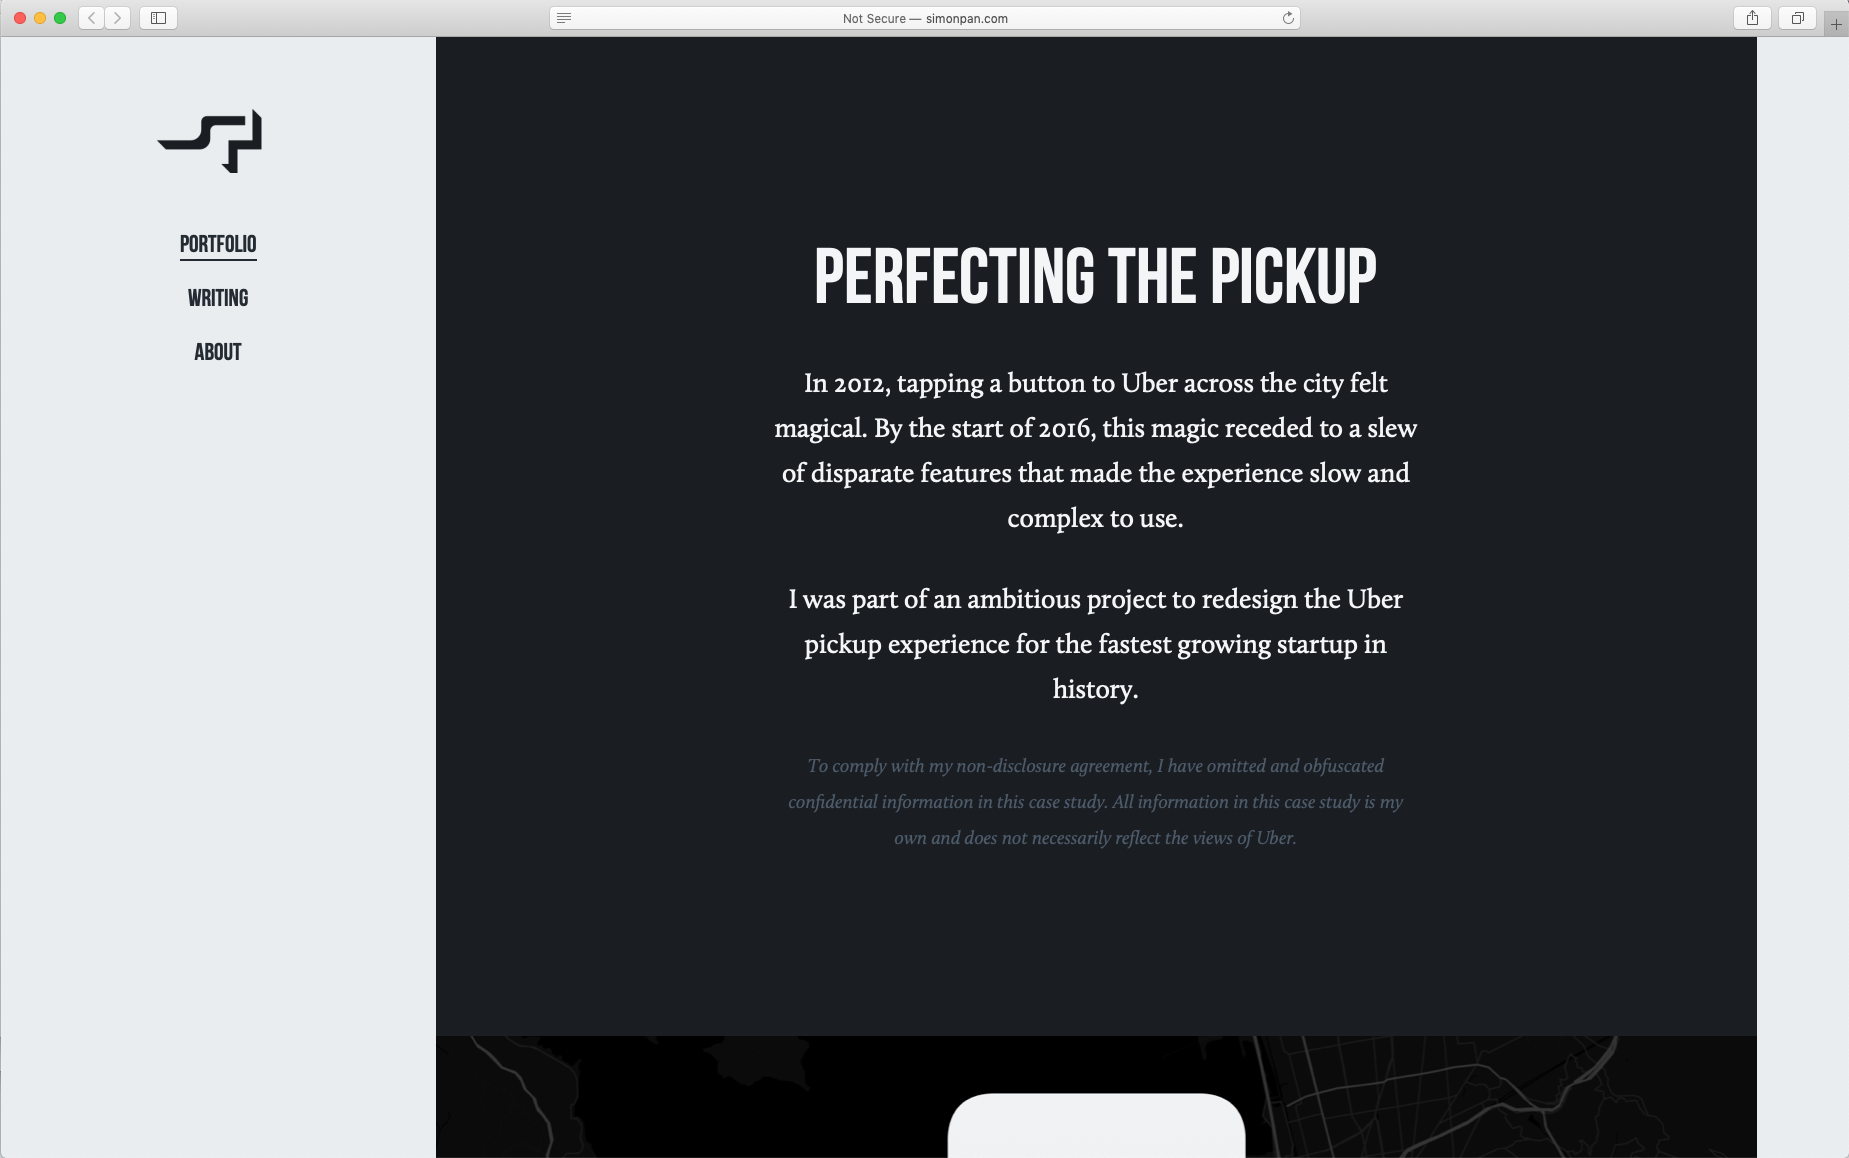 Not Secure — simonpan.com
PORTFOLIO
WRITING
ABOUT
PERFECTING THE PICKUP
In 2012, tapping a button to Uber across the city felt
magical. By the start of 2016, this magic receded to a slew
of disparate features that made the experience slow and
complex to use.
I was part of an ambitious project to redesign the Uber
pickup experience for the fastest growing startup in
history.
To comply with my non-disclosure agreement, I have omitted and obfuscated
confidential information in this case study. All information in this case study is my
own and does not necessarily reflect the views of Uber.